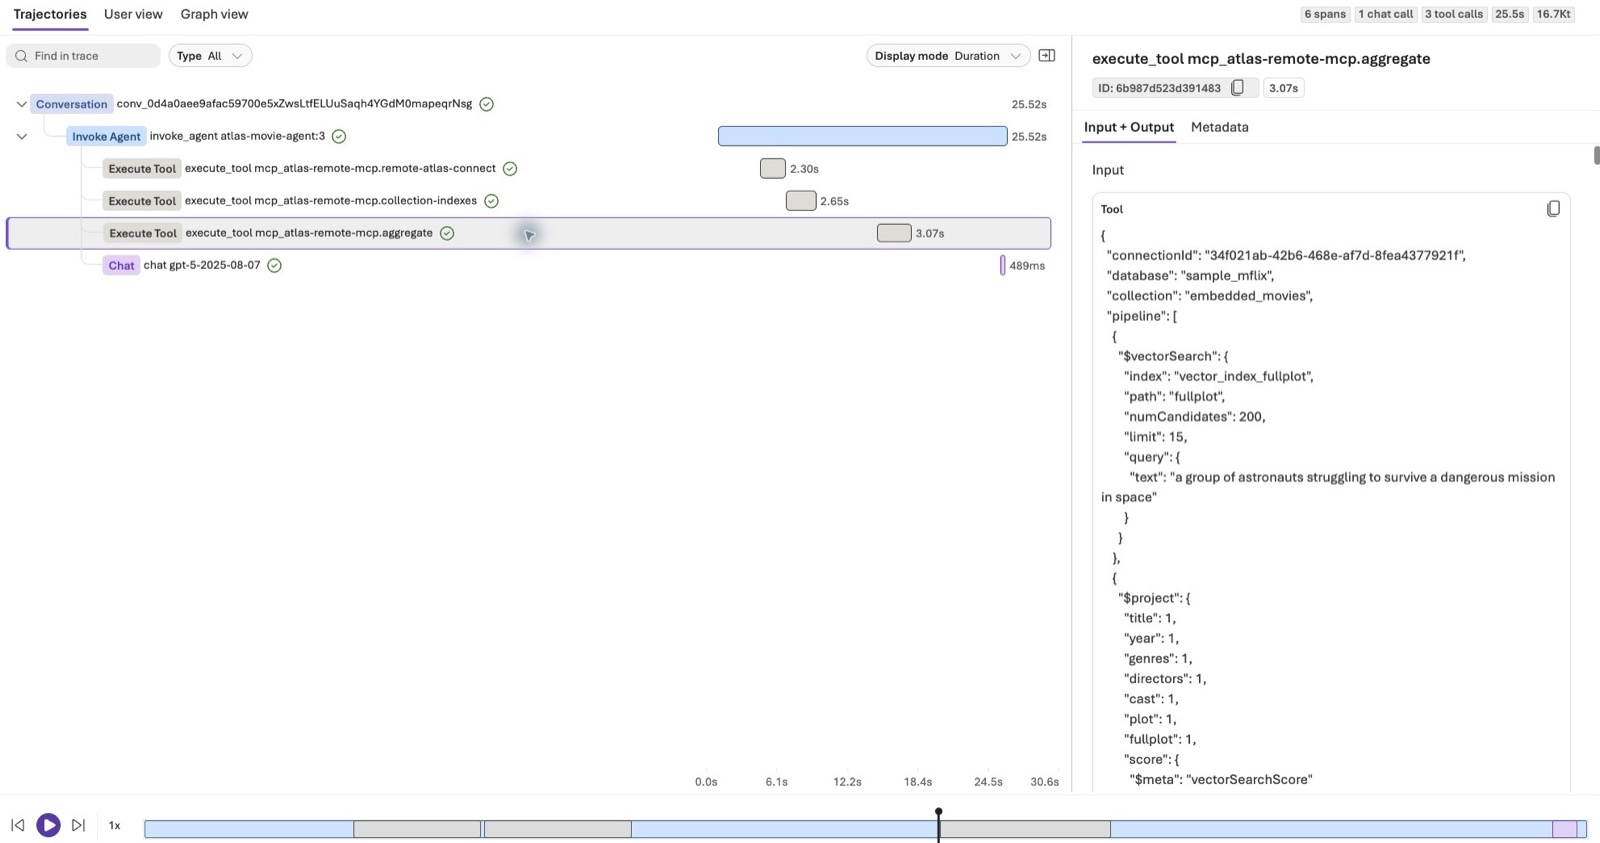 Trajectories User view Graph view
6 spans 1 chat call 3 tool calls 25.5s 16.7Kt
Find in trace
Type All
Display mode Duration
Conversation conv_0d4a0aee9afac59700e5xZwsLtfELUuSaqh4YGdM0mapeqrNsg 25.52s
Invoke Agent invoke_agent atlas-movie-agent:3 25.52s
Execute Tool execute_tool mcp_atlas-remote-mcp.remote-atlas-connect 2.30s
Execute Tool execute_tool mcp_atlas-remote-mcp.collection-indexes 2.65s
Execute Tool execute_tool mcp_atlas-remote-mcp.aggregate 3.07s
Chat chat gpt-5-2025-08-07 489ms
0.0s 6.1s 12.2s 18.4s 24.5s 30.6s
1x
execute_tool mcp_atlas-remote-mcp.aggregate
ID: 6b987d523d391483 3.07s
Input + Output Metadata
Input
Tool
{
"connectionId": "34f021ab-42b6-468e-af7d-8fea4377921f",
"database": "sample_mflix",
"collection": "embedded_movies",
"pipeline": [
{
"$vectorSearch": {
"index": "vector_index_fullplot",
"path": "fullplot",
"numCandidates": 200,
"limit": 15,
"query": {
"text": "a group of astronauts struggling to survive a dangerous mission
in space"
}
}
},
{
"$project": {
"title": 1,
"year": 1,
"genres": 1,
"directors": 1,
"cast": 1,
"plot": 1,
"fullplot": 1,
"score": {
"$meta": "vectorSearchScore"